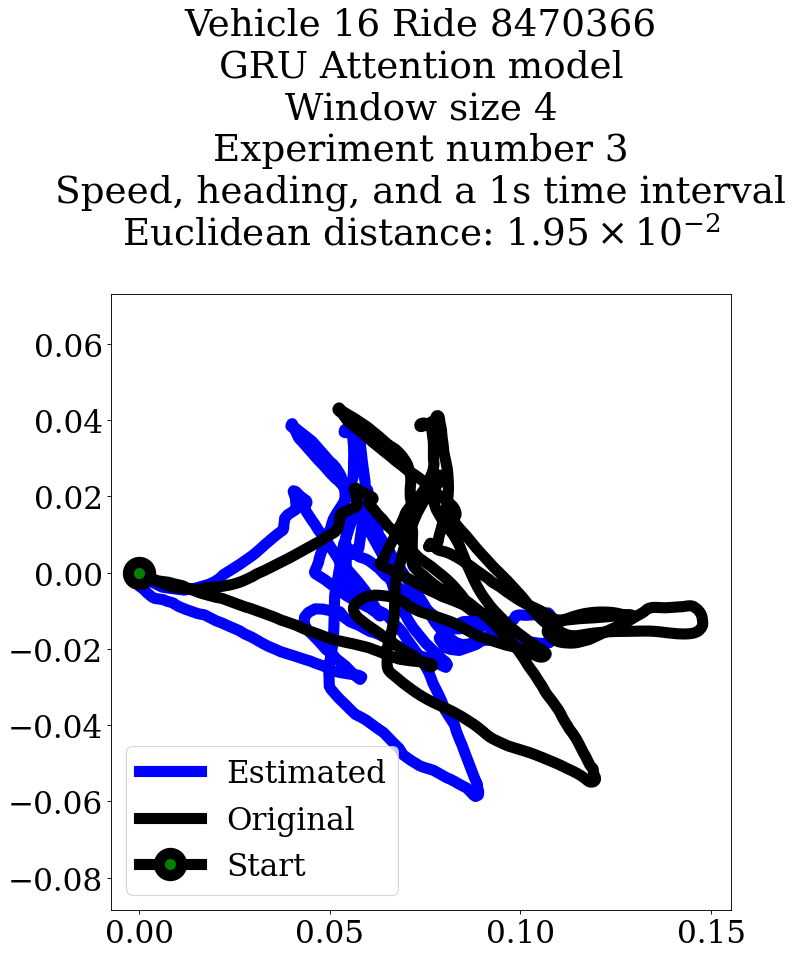 Vehicle 16 Ride 8470366
GRU Attention model
Window size 4
Experiment number 3
Speed, heading, and a 1s time interval
Euclidean distance: 1.95 × 10⁻²
0.06
0.04
0.02
0.00
−0.02
−0.04
−0.06
−0.08
Estimated
Original
Start
0.00 0.05 0.10 0.15